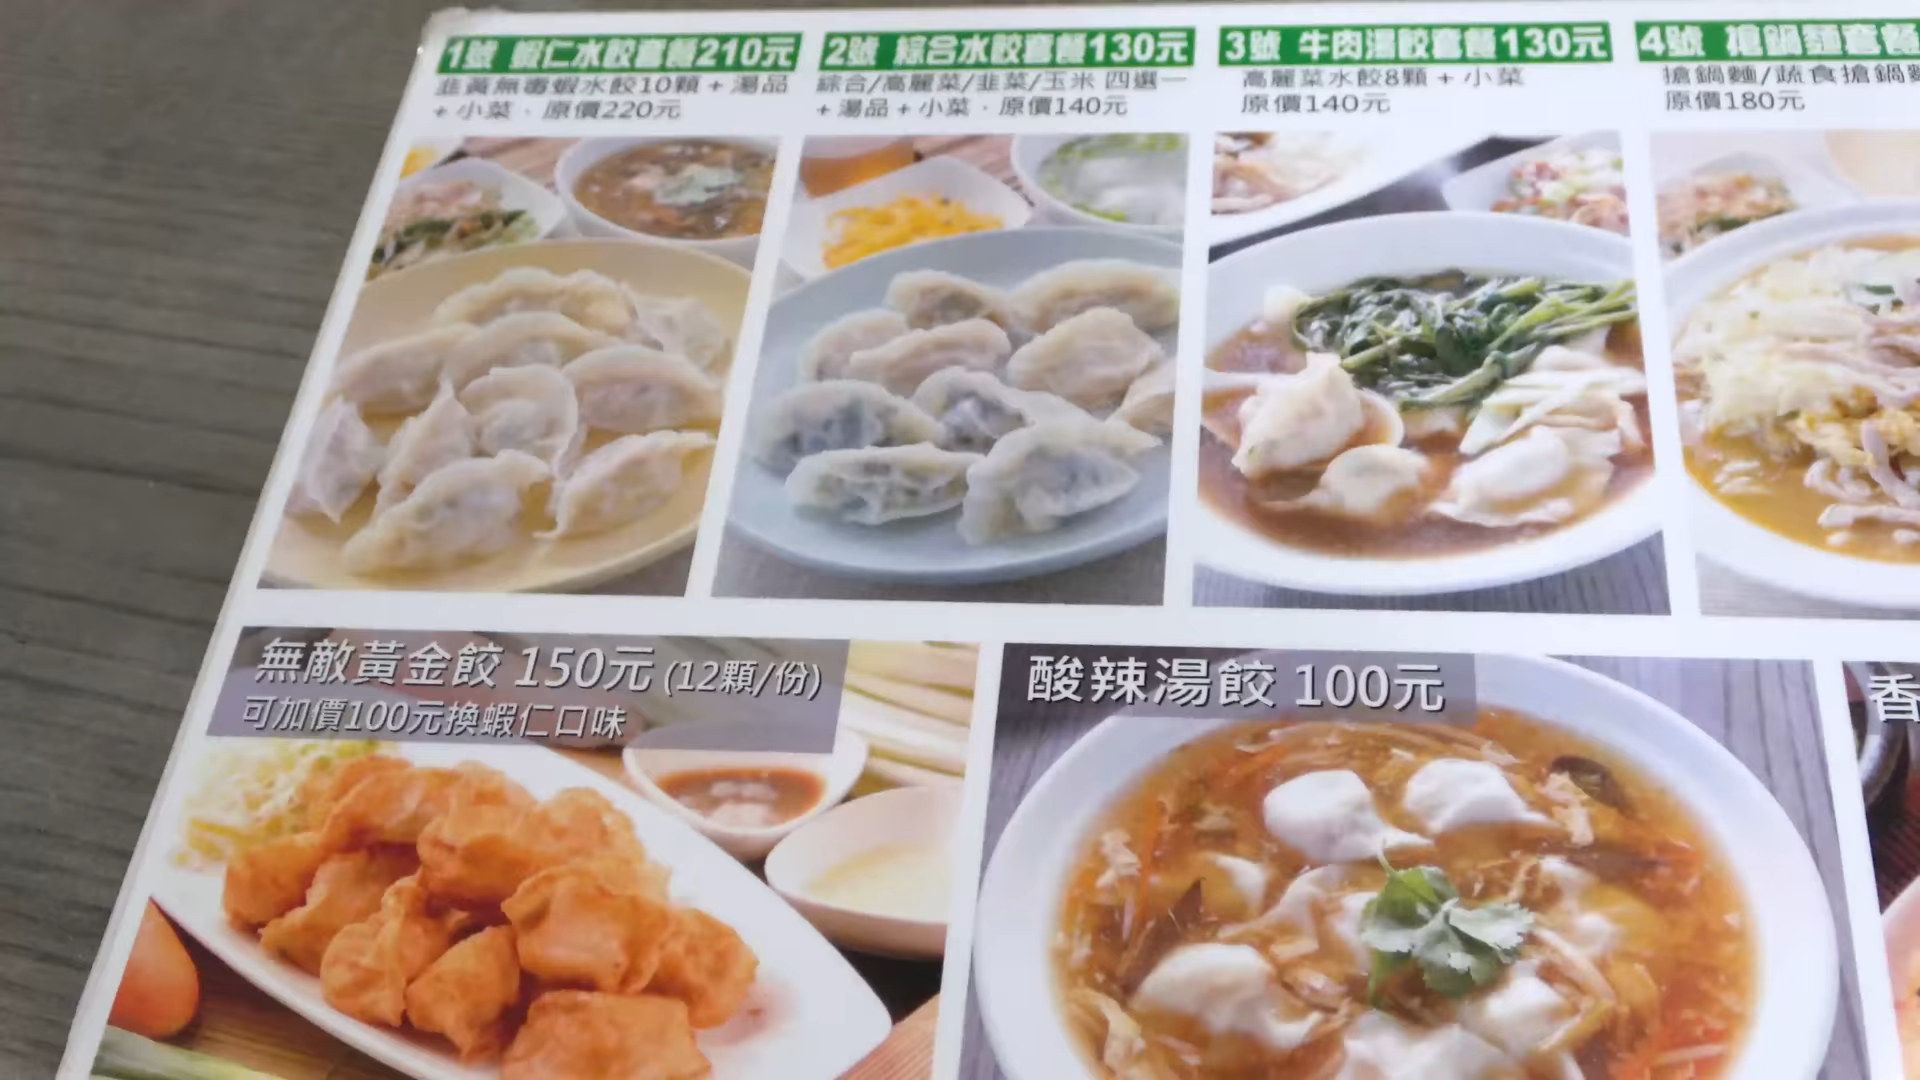 1號 蝦仁水餃套餐210元
韭黃無毒蝦水餃10顆 + 湯品
+ 小菜 · 原價220元
2號 綜合水餃套餐130元
綜合/高麗菜/韭菜/玉米 四選一
+ 湯品 + 小菜 · 原價140元
3號 牛肉湯餃套餐130元
高麗菜水餃8顆 + 小菜
原價140元
4號 搶鍋麵套餐
搶鍋麵/蔬食搶鍋麵
原價180元
無敵黃金餃 150元 (12顆/份)
可加價100元換蝦仁口味
酸辣湯餃 100元
香